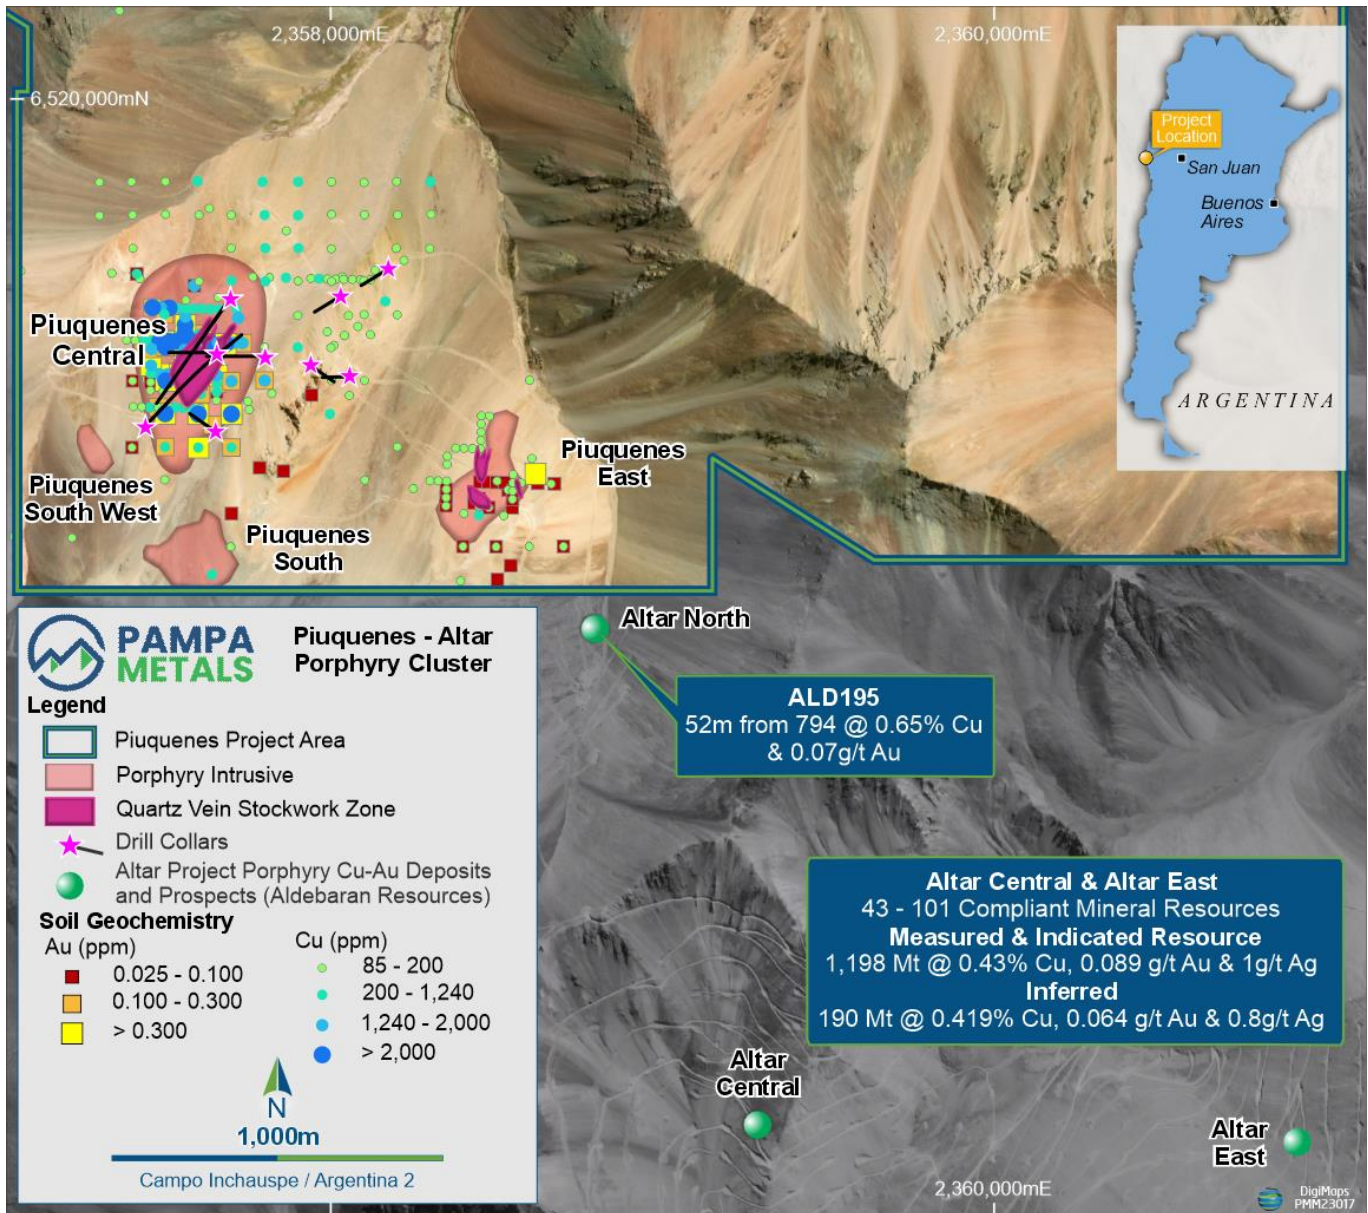 2,358,000mE
2,360,000mE
6,520,000mN
Project
Location
San Juan
Buenos
Aires
ARGENTINA
Piuquenes
Central
Piuquenes
East
Piuquenes
South West
Piuquenes
South
Altar North
ALD195
52m from 794 @ 0.65% Cu
& 0.07g/t Au
PAMPA
METALS
Piuquenes - Altar
Porphyry Cluster
Legend
Piuquenes Project Area
Porphyry Intrusive
Quartz Vein Stockwork Zone
Drill Collars
Altar Project Porphyry Cu-Au Deposits
and Prospects (Aldebaran Resources)
Soil Geochemistry
Au (ppm)
0.025 - 0.100
0.100 - 0.300
> 0.300
Cu (ppm)
85 - 200
200 - 1,240
1,240 - 2,000
> 2,000
N
1,000m
Campo Inchauspe / Argentina 2
Altar Central & Altar East
43 - 101 Compliant Mineral Resources
Measured & Indicated Resource
1,198 Mt @ 0.43% Cu, 0.089 g/t Au & 1g/t Ag
Inferred
190 Mt @ 0.419% Cu, 0.064 g/t Au & 0.8g/t Ag
Altar
Central
Altar
East
2,360,000mE
DigiMaps
PMM23017